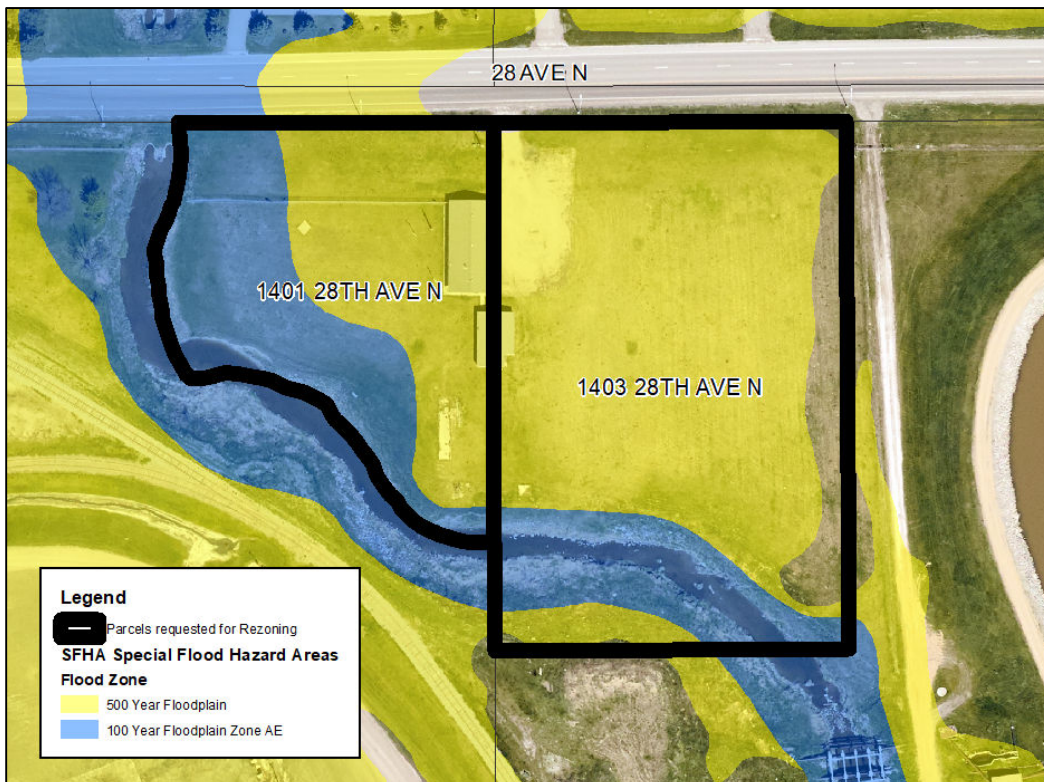 28 AVE N
1401 28TH AVE N
1403 28TH AVE N
Legend
Parcels requested for Rezoning
SFHA Special Flood Hazard Areas
Flood Zone
500 Year Floodplain
100 Year Floodplain Zone AE